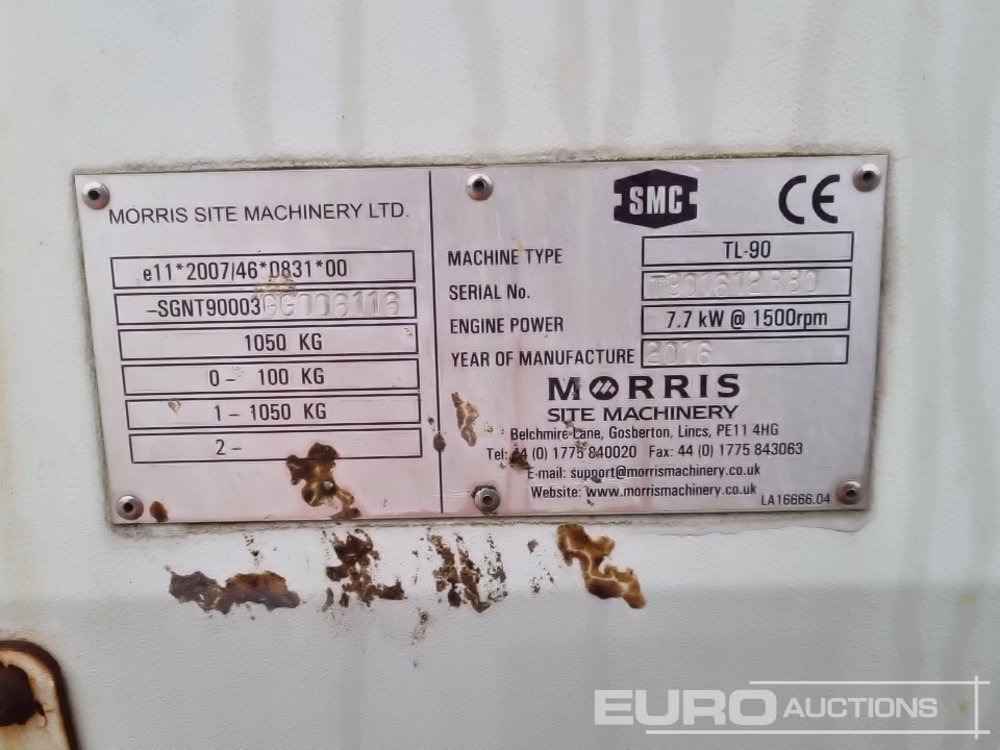 MORRIS SITE MACHINERY LTD.
e11*2007/46*0831*00
-SGNT90003GG006116
1050 KG
0- 100 KG
1- 1050 KG
2-
SMC CE
MACHINE TYPE TL-90
SERIAL No. T901612880
ENGINE POWER 7.7 kW @ 1500rpm
YEAR OF MANUFACTURE 2016
MORRIS
SITE MACHINERY
Belchmire Lane, Gosberton, Lincs, PE11 4HG
Tel: 44 (0) 1775 840020 Fax: 44 (0) 1775 843063
E-mail: support@morrismachinery.co.uk
Website: www.morrismachinery.co.uk
LA16666.04
EURO AUCTIONS